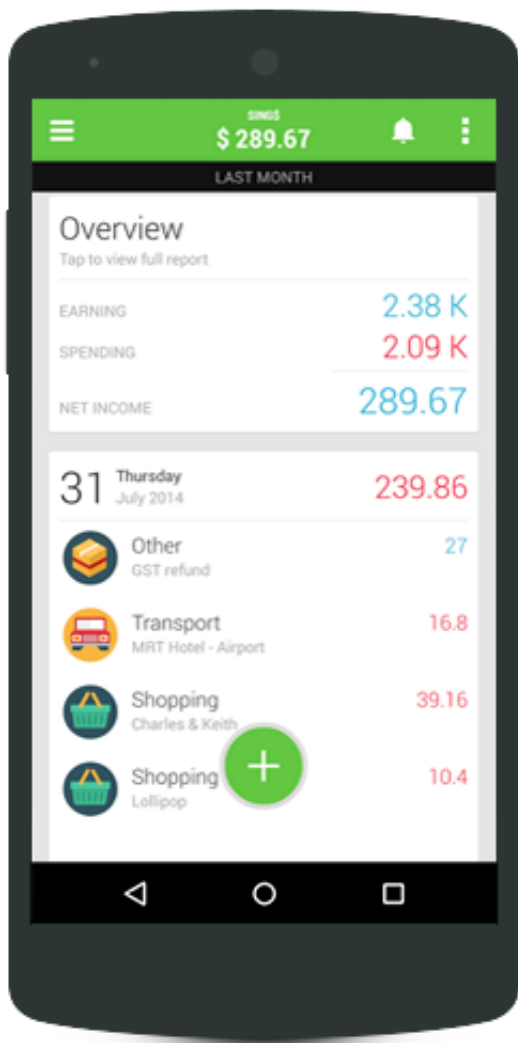 SING$
$ 289.67
LAST MONTH
Overview
Tap to view full report
EARNING 2.38 K
SPENDING 2.09 K
NET INCOME 289.67
31 Thursday 239.86
July 2014
Other 27
GST refund
Transport 16.8
MRT Hotel - Airport
Shopping 39.16
Charles & Keith
Shopping 10.4
Lollipop